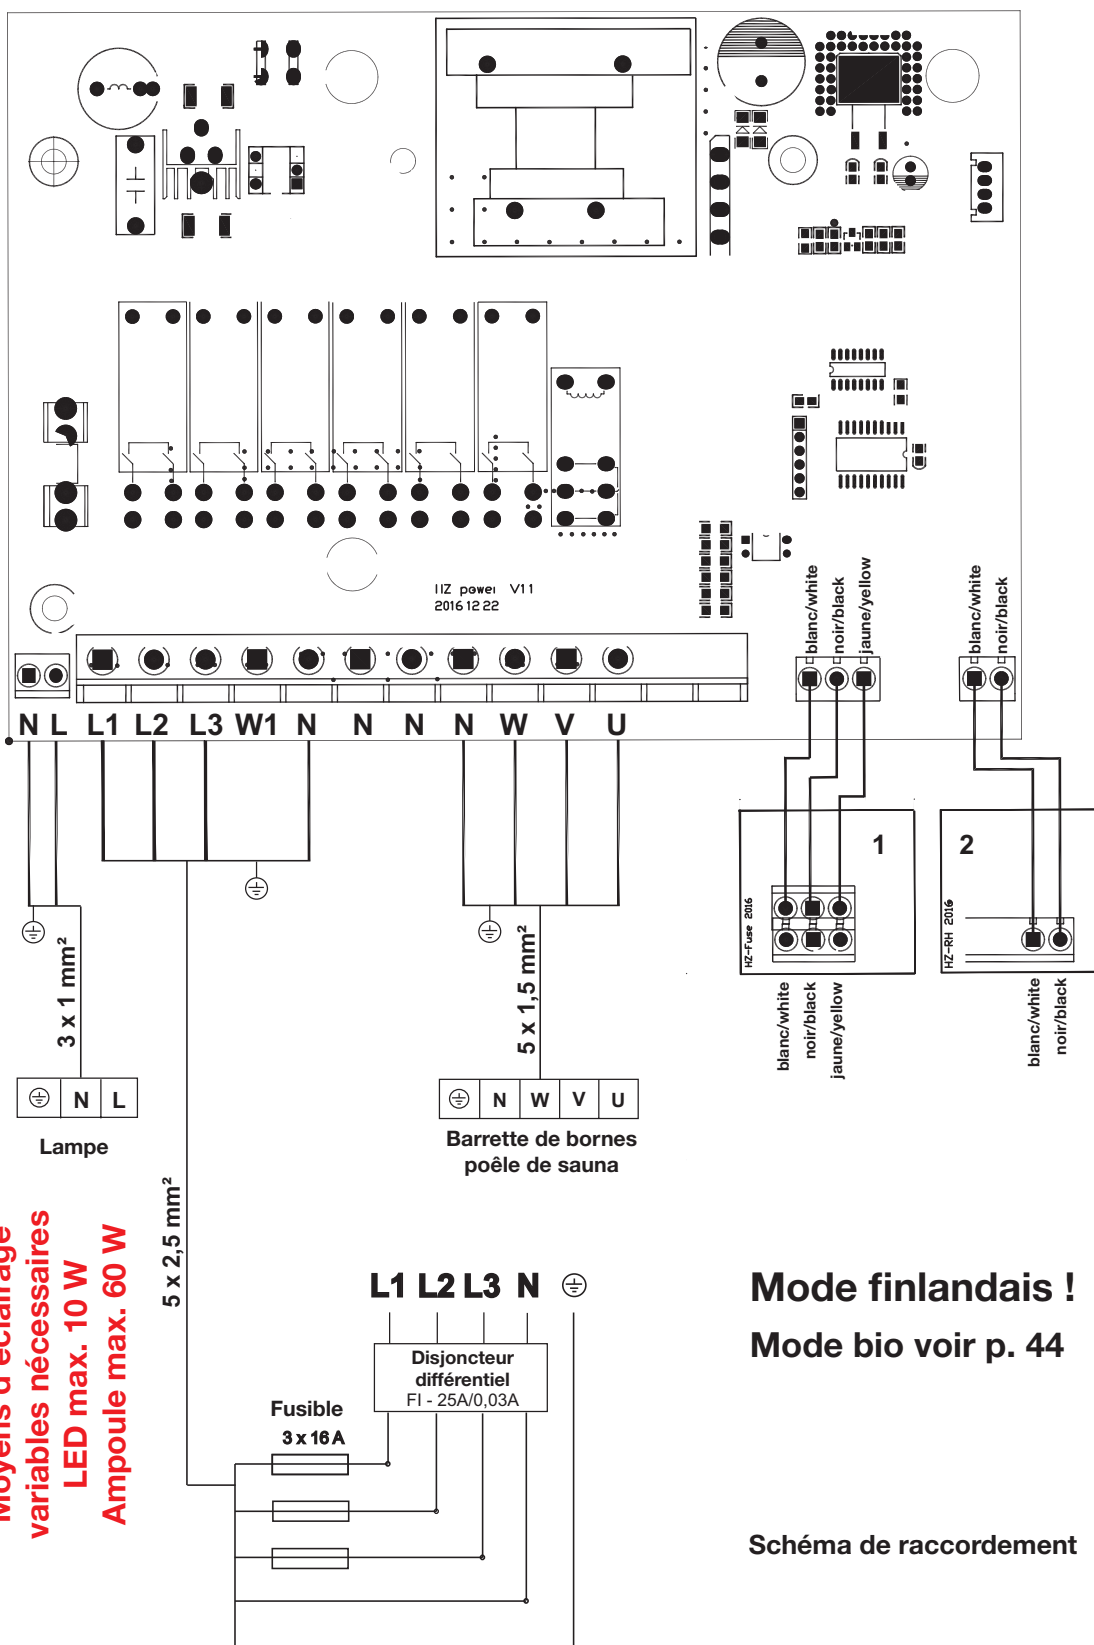 HZ power V11
2016 12 22
blanc/white
noir/black
jaune/yellow
blanc/white
noir/black
N L L1 L2 L3 W1 N N N N W V U
1
2
HZ-Fuse 2016
HZ-RH 2016
blanc/white
noir/black
jaune/yellow
blanc/white
noir/black
3 x 1 mm²
5 x 1,5 mm²
N L
Lampe
N W V U
Barrette de bornes
poêle de sauna
5 x 2,5 mm²
Moyens d'éclairage
variables nécessaires
LED max. 10 W
Ampoule max. 60 W
L1 L2 L3 N
Disjoncteur
différentiel
FI - 25A/0,03A
Fusible
3 x 16 A
Mode finlandais !
Mode bio voir p. 44
Schéma de raccordement